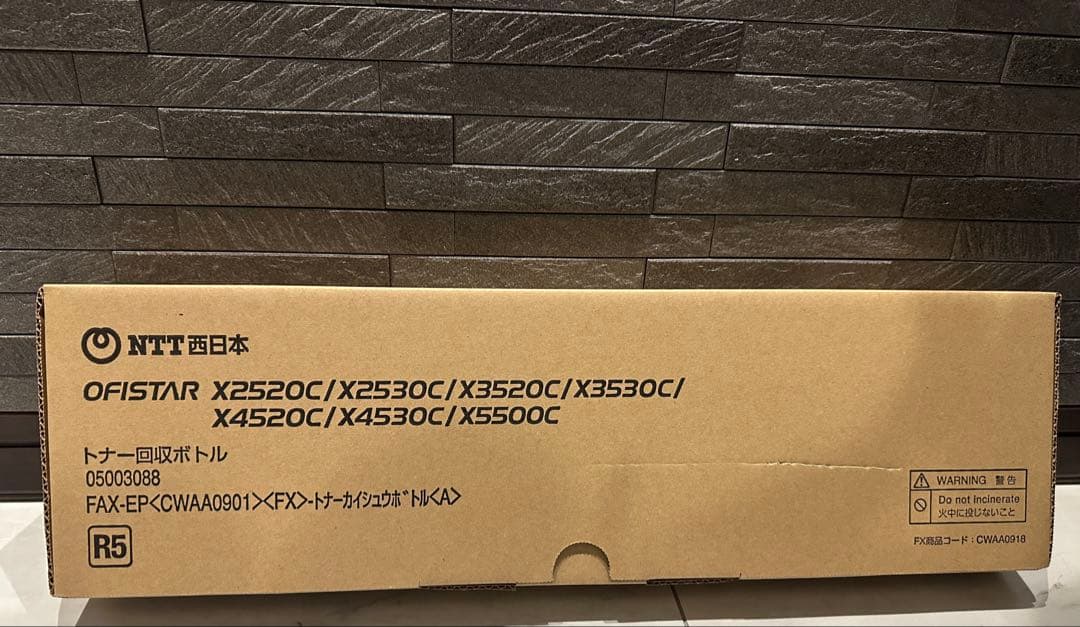 NTT西日本
OFISTAR X2520C/X2530C/X3520C/X3530C/
X4520C/X4530C/X5500C
トナー回収ボトル
05003088
FAX-EP<CWAA0901><FX>-トナーカイシュウボトル<A>
R5
WARNING 警告
Do not incinerate
火中に投じないこと
FX商品コード：CWAA0918